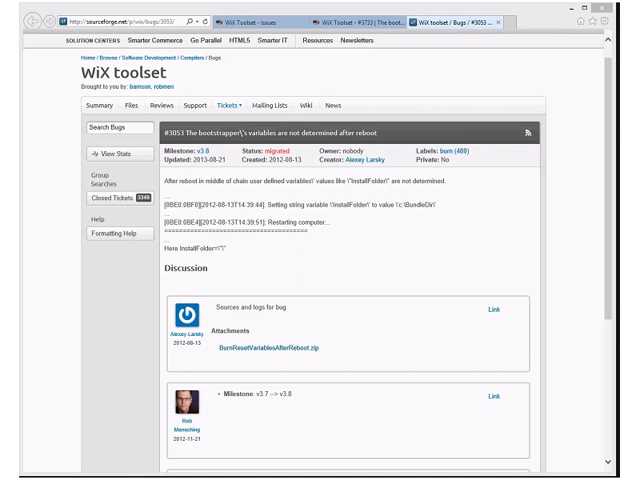 http://sourceforge.net/p/wix/bugs/3053/
WiX Toolset - Issues
WiX Toolset - #3733 | The boot...
WiX toolset / Bugs / #3053 ...
SOLUTION CENTERS Smarter Commerce Go Parallel HTML5 Smarter IT Resources Newsletters
Home / Browse / Software Development / Compilers / Bugs
WiX toolset
Brought to you by: barnson, robmen
Summary Files Reviews Support Tickets Mailing Lists Wiki News
Search Bugs
View Stats
Group
Searches
Closed Tickets 3349
Help
Formatting Help
#3053 The bootstrapper\'s variables are not determined after reboot
Milestone: v3.8 Status: migrated Owner: nobody Labels: burn (480)
Updated: 2013-08-21 Created: 2012-08-13 Creator: Alexey Larsky Private: No
After reboot in middle of chain user defined variables\' values like \"InstallFolder\" are not determined.
...
[0BE0:0BF0][2012-08-13T14:39:44]: Setting string variable \'InstallFolder\' to value \'c:\BundleDir\'
...
[0BE0:0BE4][2012-08-13T14:39:51]: Restarting computer...
=======================================
...
Here InstallFolder=\"\"
Discussion
Alexey Larsky
2012-08-13
Sources and logs for bug
Link
Attachments
BurnResetVariablesAfterReboot.zip
Rob
Mensching
2012-11-21
• Milestone: v3.7 --> v3.8
Link